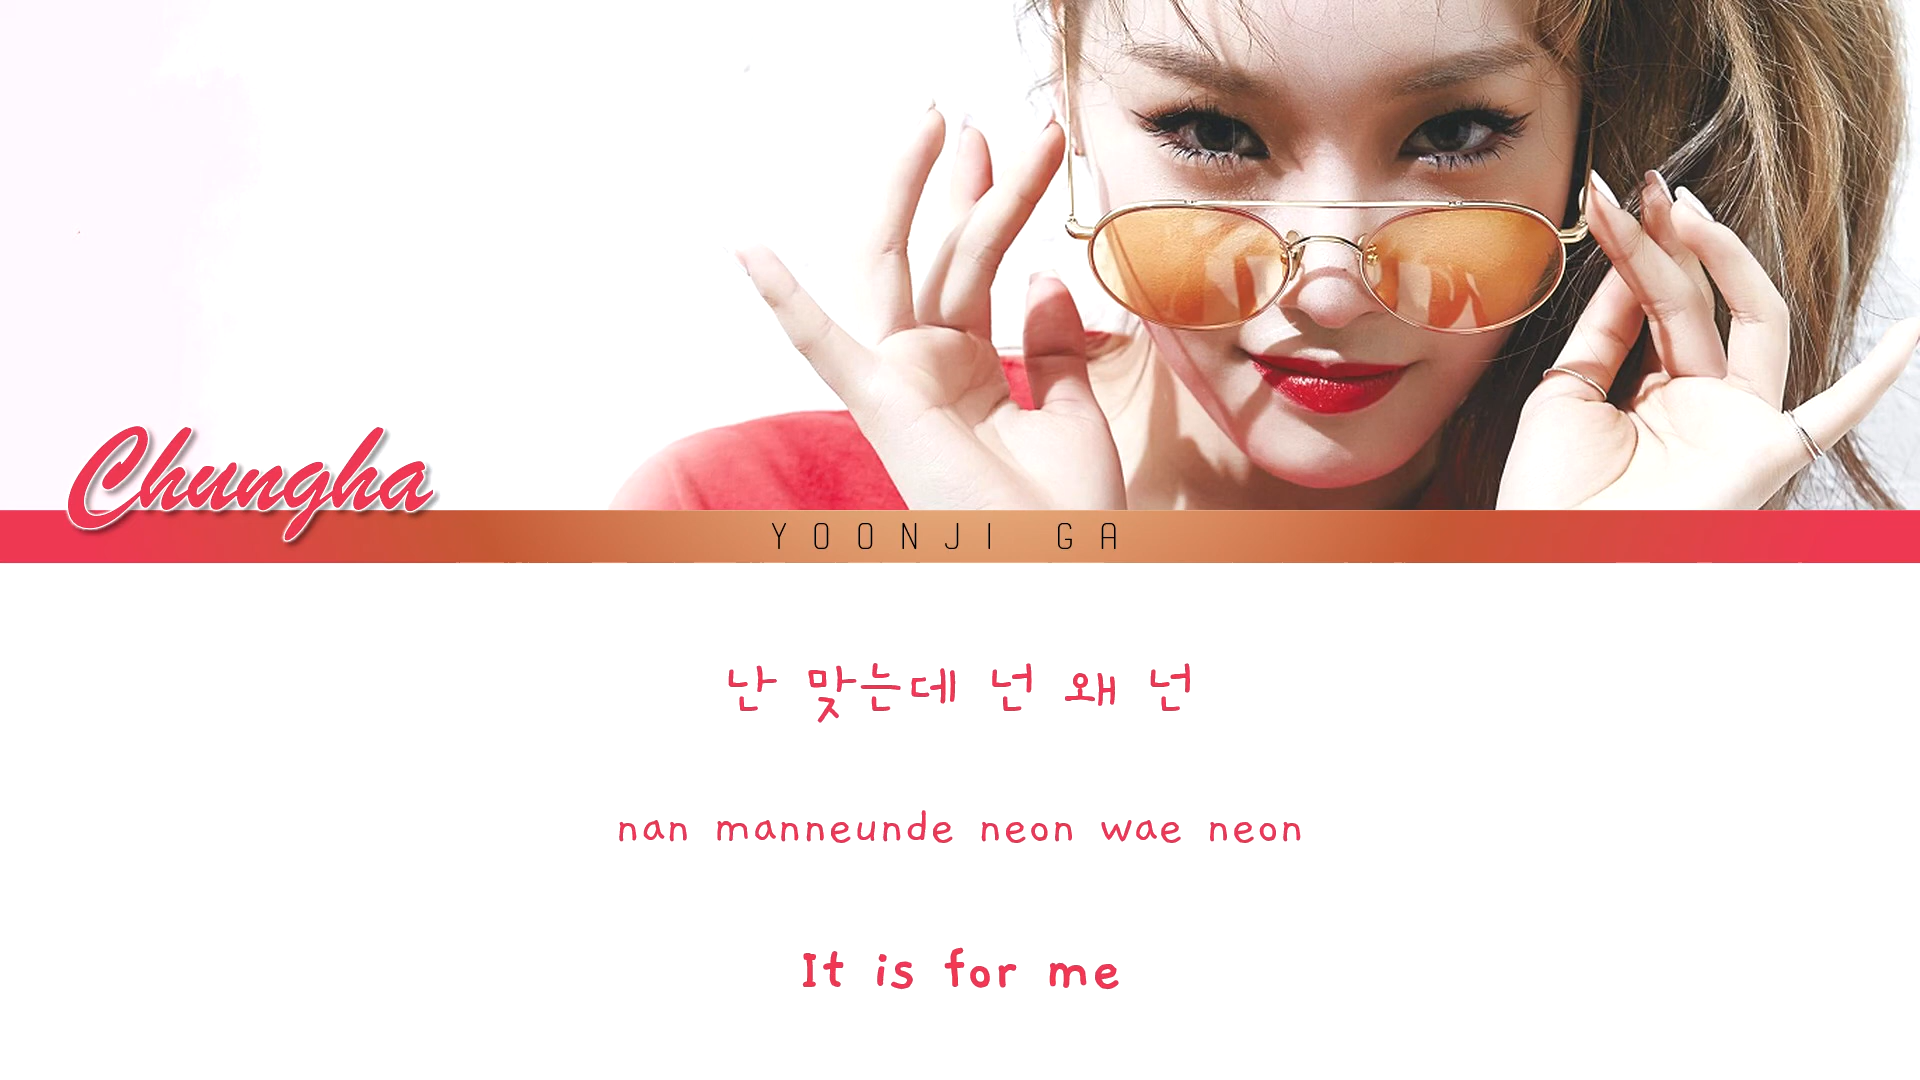 Chungha
YOONJI GA
난 맞는데 넌 왜 넌
nan manneunde neon wae neon
It is for me